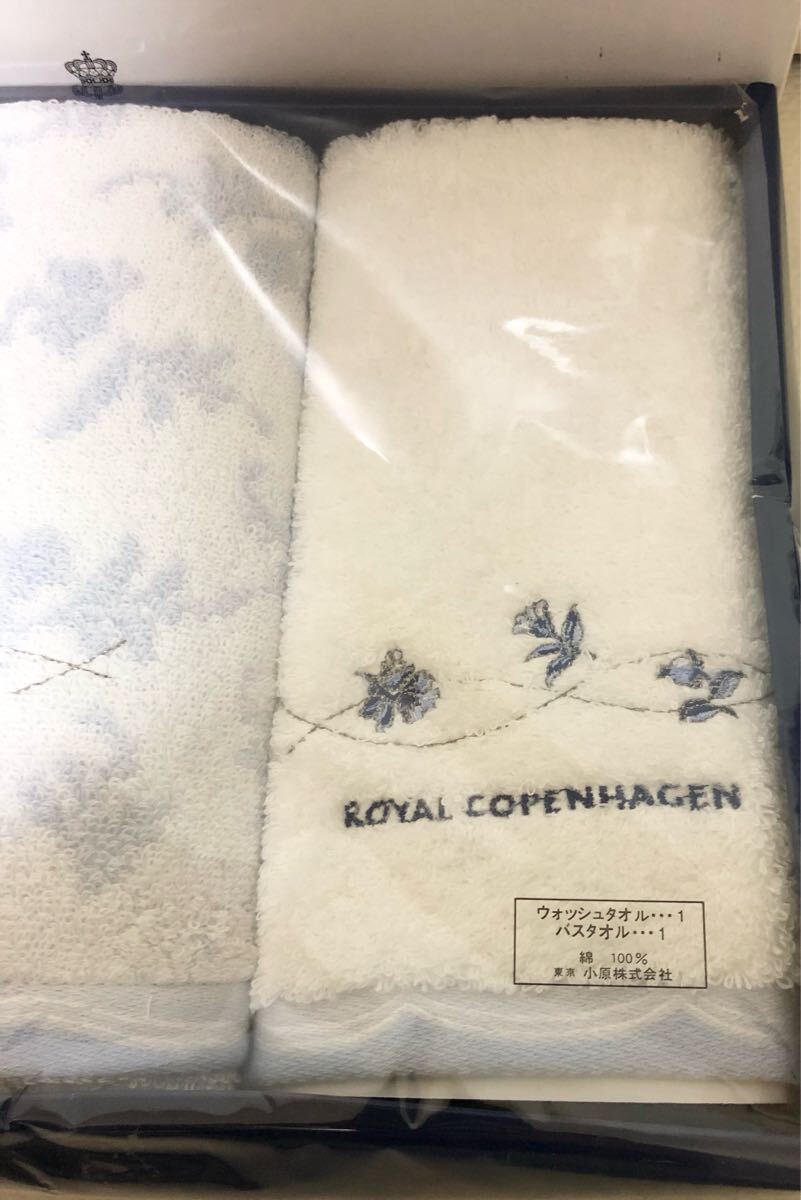 ROYAL COPENHAGEN
ウォッシュタオル・・・1
バスタオル・・・1
綿 100%
東京 小原株式会社